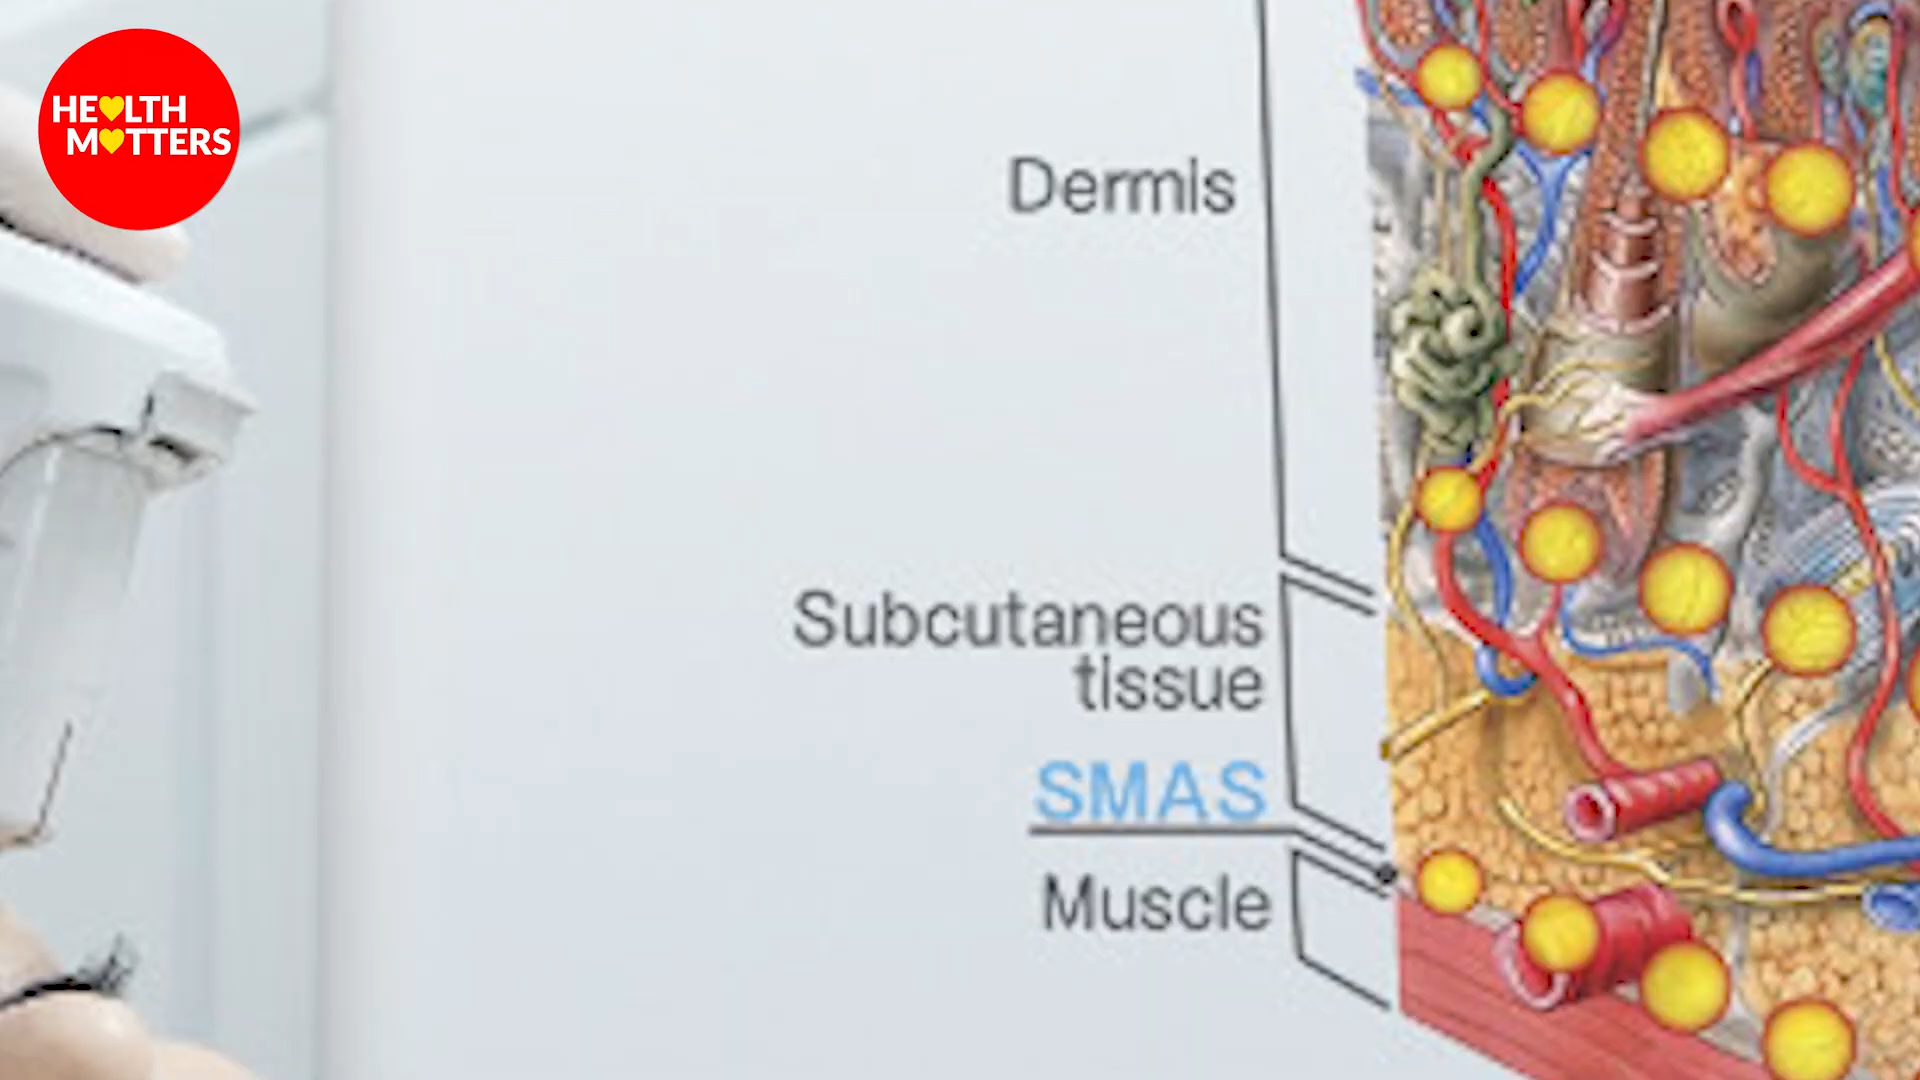 HEALTH
MATTERS
Dermis
Subcutaneous
tissue
SMAS
Muscle